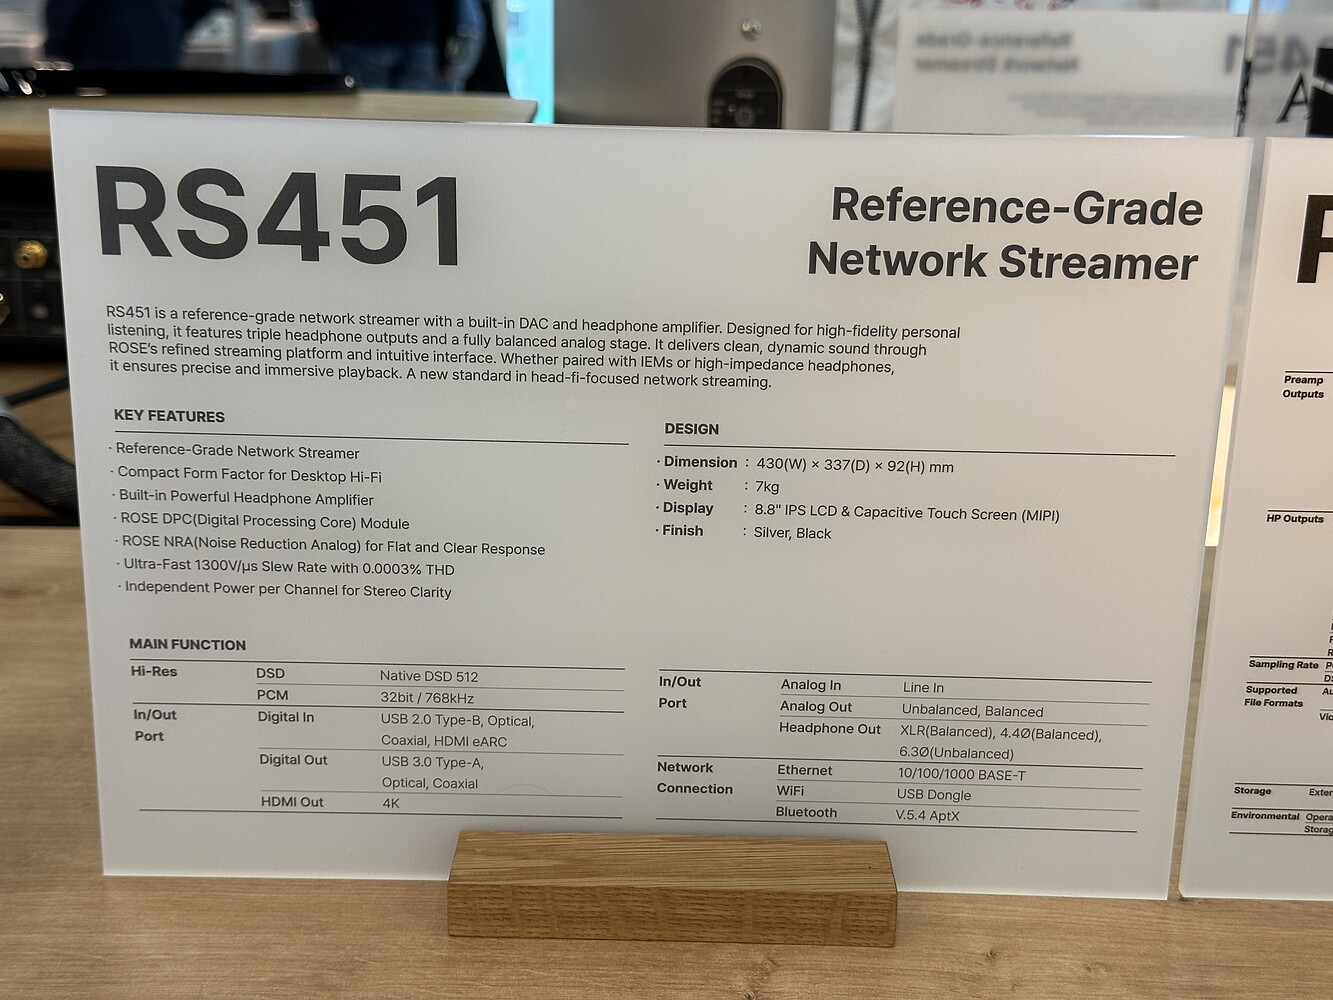 RS451
Reference-Grade
Network Streamer
RS451 is a reference-grade network streamer with a built-in DAC and headphone amplifier. Designed for high-fidelity personal
listening, it features triple headphone outputs and a fully balanced analog stage. It delivers clean, dynamic sound through
ROSE's refined streaming platform and intuitive interface. Whether paired with IEMs or high-impedance headphones,
it ensures precise and immersive playback. A new standard in head-fi-focused network streaming.
KEY FEATURES
· Reference-Grade Network Streamer
· Compact Form Factor for Desktop Hi-Fi
· Built-in Powerful Headphone Amplifier
· ROSE DPC(Digital Processing Core) Module
· ROSE NRA(Noise Reduction Analog) for Flat and Clear Response
· Ultra-Fast 1300V/µs Slew Rate with 0.0003% THD
· Independent Power per Channel for Stereo Clarity
DESIGN
· Dimension : 430(W) × 337(D) × 92(H) mm
· Weight : 7kg
· Display : 8.8" IPS LCD & Capacitive Touch Screen (MIPI)
· Finish : Silver, Black
MAIN FUNCTION
Hi-Res DSD Native DSD 512
PCM 32bit / 768kHz
In/Out Digital In USB 2.0 Type-B, Optical,
Port Coaxial, HDMI eARC
Digital Out USB 3.0 Type-A,
Optical, Coaxial
HDMI Out 4K
In/Out Analog In Line In
Port Analog Out Unbalanced, Balanced
Headphone Out XLR(Balanced), 4.4Ø(Balanced),
6.3Ø(Unbalanced)
Network Ethernet 10/100/1000 BASE-T
Connection WiFi USB Dongle
Bluetooth V.5.4 AptX
Preamp
Outputs
HP Outputs
Sampling Rate
Supported
File Formats
Storage
Environmental